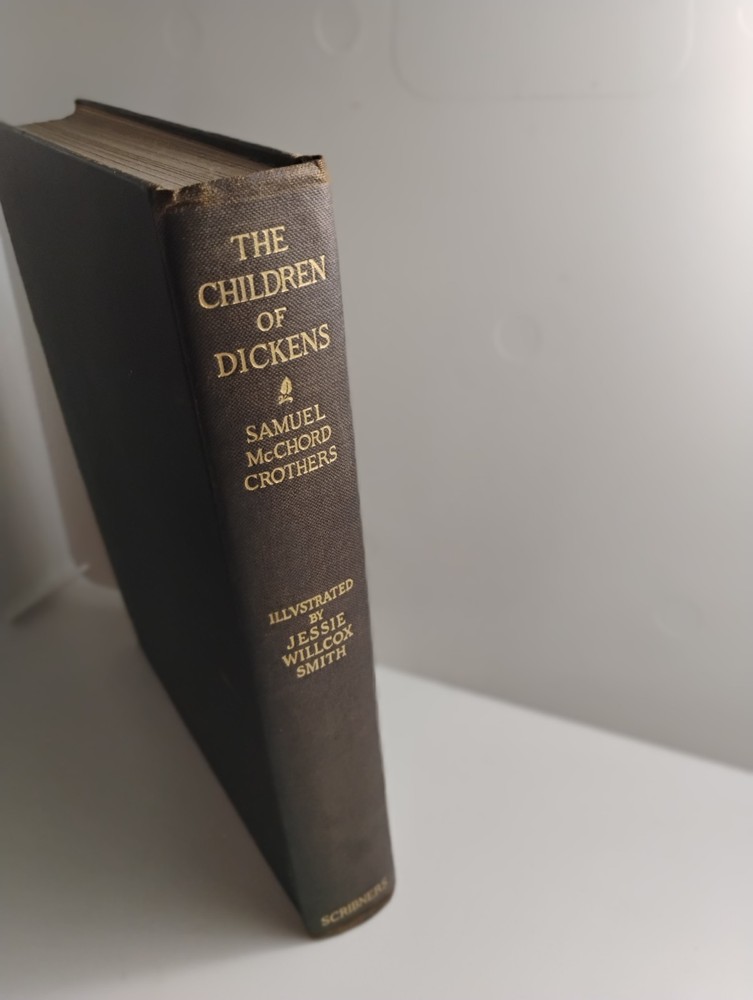 THE
CHILDREN
OF
DICKENS
SAMUEL
McCHORD
CROTHERS
ILLVSTRATED
BY
JESSIE
WILLCOX
SMITH
SCRIBNERS